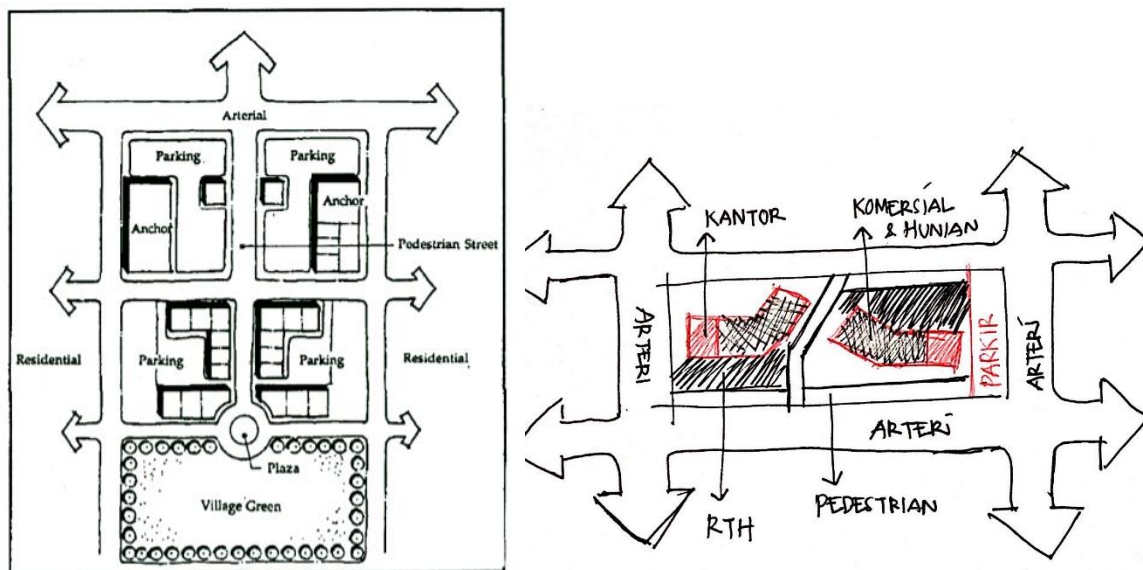 Arterial
Parking
Parking
Anchor
Anchor
Pedestrian Street
Residential
Parking
Parking
Residential
Plaza
Village Green
KANTOR
KOMERSIAL
& HUNIAN
ARTERI
PARKIR
ARTERI
ARTERI
RTH
PEDESTRIAN